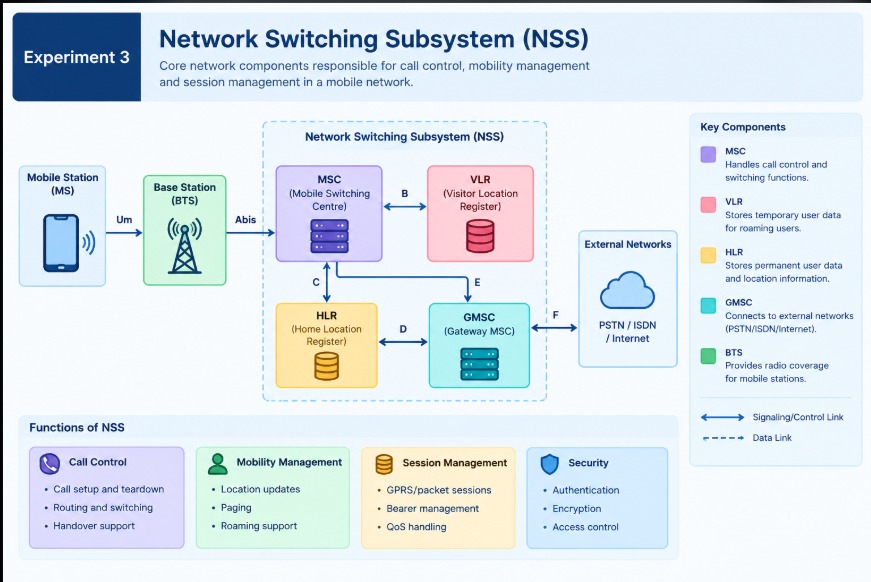 Experiment 3
Network Switching Subsystem (NSS)
Core network components responsible for call control, mobility management
and session management in a mobile network.
Network Switching Subsystem (NSS)
Mobile Station
(MS)
Um
Base Station
(BTS)
Abis
MSC
(Mobile Switching
Centre)
B
VLR
(Visitor Location
Register)
C
E
HLR
(Home Location
Register)
D
GMSC
(Gateway MSC)
F
External Networks
PSTN / ISDN
/ Internet
Key Components
MSC
Handles call control and
switching functions.
VLR
Stores temporary user data
for roaming users.
HLR
Stores permanent user data
and location information.
GMSC
Connects to external networks
(PSTN/ISDN/Internet).
BTS
Provides radio coverage
for mobile stations.
Signaling/Control Link
Data Link
Functions of NSS
Call Control
• Call setup and teardown
• Routing and switching
• Handover support
Mobility Management
• Location updates
• Paging
• Roaming support
Session Management
• GPRS/packet sessions
• Bearer management
• QoS handling
Security
• Authentication
• Encryption
• Access control